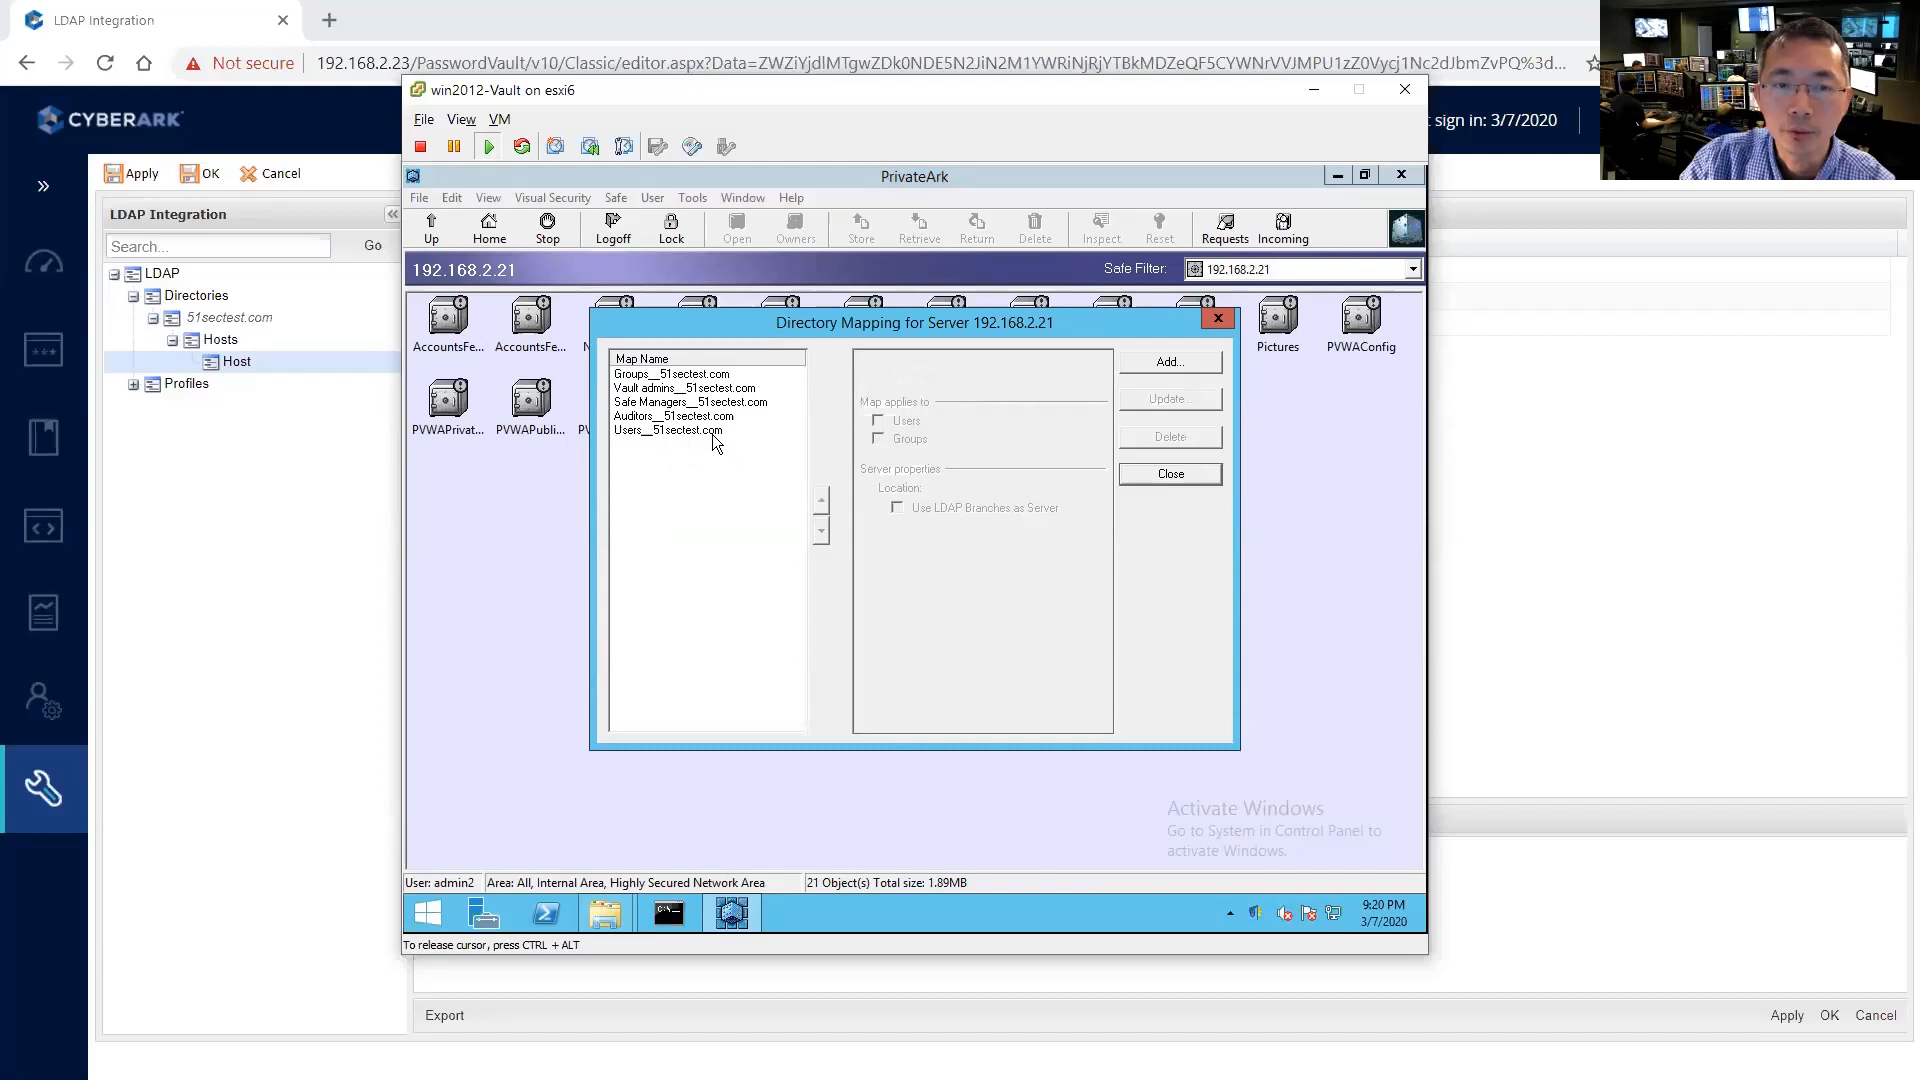 LDAP Integration
Not secure
192.168.2.23/PasswordVault/v10/Classic/editor.aspx?Data=ZWZiYjdlMTgwZDk0NDE5N2JiN2M1YWRiNjRjYTBkMDZeQF5CYWNrVVJMPU1zZ0Vycj1Nc2dJbmZvPQ%3d...
CYBERARK
t sign in: 3/7/2020
Apply
OK
Cancel
LDAP Integration
Search...
Go
LDAP
Directories
51sectest.com
Hosts
Host
Profiles
win2012-Vault on esxi6
File View VM
PrivateArk
File Edit View Visual Security Safe User Tools Window Help
Up Home Stop Logoff Lock Open Owners Store Retrieve Return Delete Inspect Reset Requests Incoming
192.168.2.21
Safe Filter:
192.168.2.21
AccountsFe... AccountsFe... Pictures PVWAConfig
PVWAPrivat... PVWAPubli...
Directory Mapping for Server 192.168.2.21
Map Name
Groups__51sectest.com
Vault admins__51sectest.com
Safe Managers__51sectest.com
Auditors__51sectest.com
Users__51sectest.com
Map applies to
Users
Groups
Server properties
Location:
Use LDAP Branches as Server
Add...
Update...
Delete
Close
Activate Windows
Go to System in Control Panel to
activate Windows.
User: admin2
Area: All, Internal Area, Highly Secured Network Area
21 Object(s) Total size: 1.89MB
9:20 PM
3/7/2020
To release cursor, press CTRL + ALT
Export
Apply OK Cancel